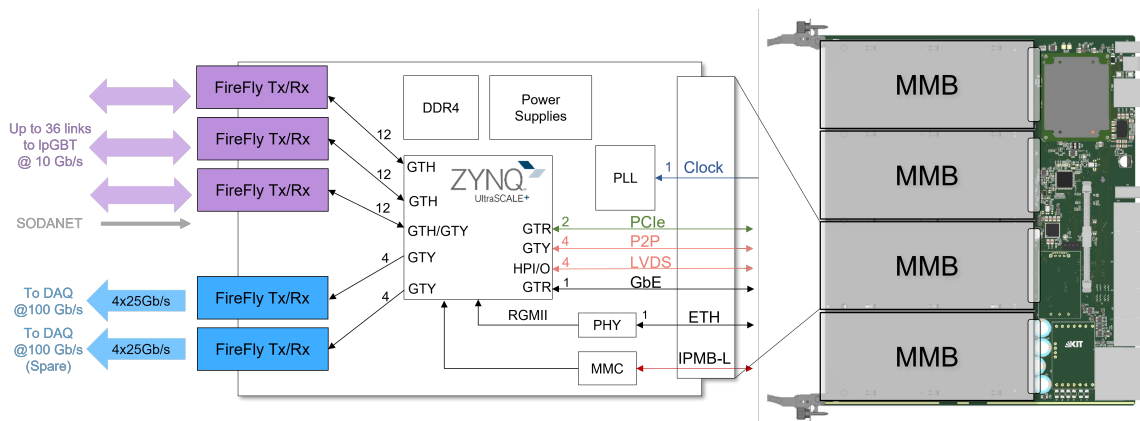 FireFly Tx/Rx
FireFly Tx/Rx
FireFly Tx/Rx
Up to 36 links
to lpGBT
@ 10 Gb/s
SODANET
12
12
12
DDR4
Power
Supplies
ZYNQ
UltraSCALE+
GTH
GTH
GTH/GTY
GTY
GTY
GTR
GTY
HPI/O
GTR
PLL
1 Clock
2 PCIe
4 P2P
4 LVDS
1 GbE
4
4
To DAQ
@100 Gb/s
4x25Gb/s
FireFly Tx/Rx
To DAQ
@100 Gb/s
(Spare)
4x25Gb/s
FireFly Tx/Rx
RGMII
PHY
1 ETH
MMC
IPMB-L
MMB
MMB
MMB
MMB
KIT